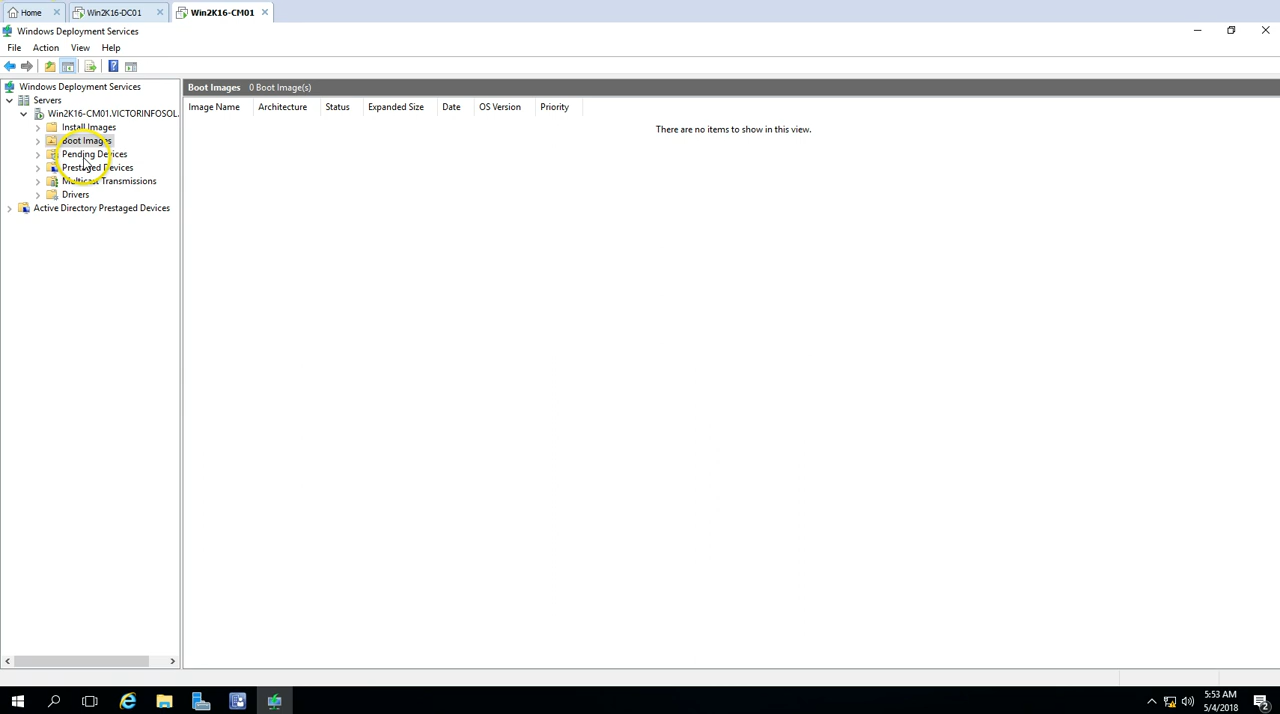 Home
Win2K16-DC01
Win2K16-CM01
Windows Deployment Services
File Action View Help
Windows Deployment Services
Servers
Win2K16-CM01.VICTORINFOSOL
Install Images
Boot Images
Pending Devices
Prestaged Devices
Multicast Transmissions
Drivers
Active Directory Prestaged Devices
Boot Images 0 Boot Image(s)
Image Name Architecture Status Expanded Size Date OS Version Priority
There are no items to show in this view.
5:53 AM
5/4/2018
2